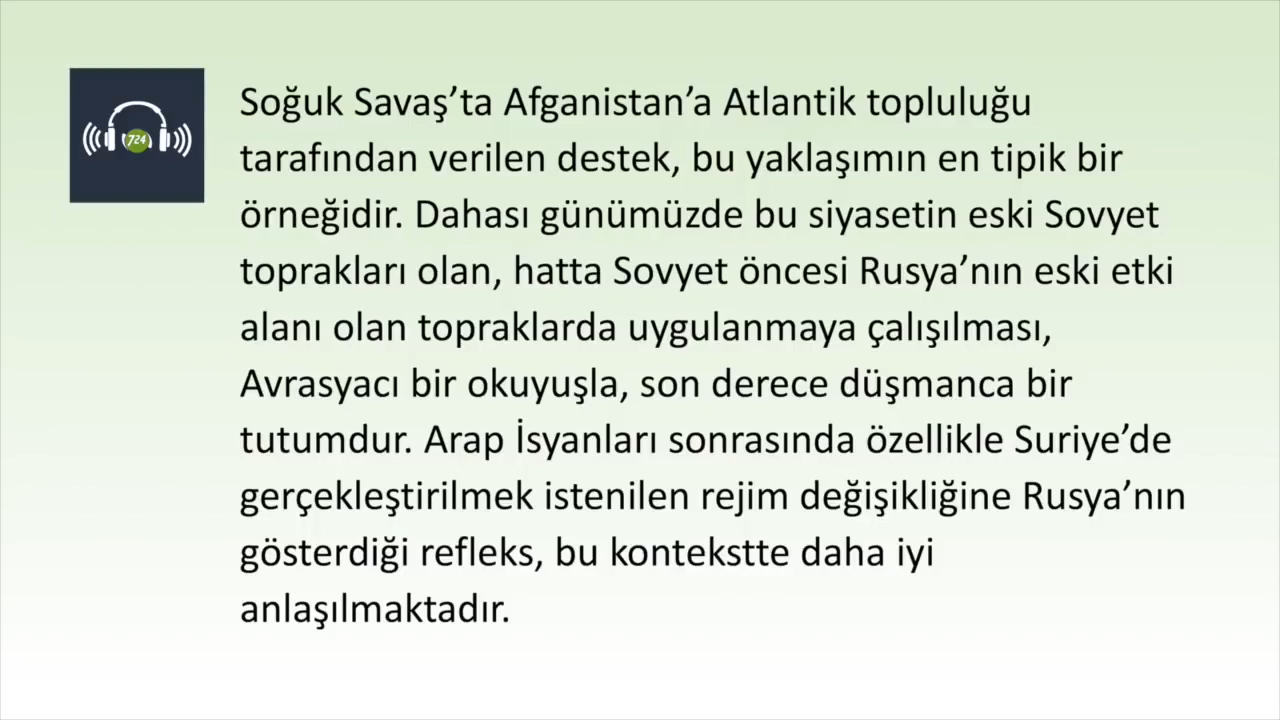 724
Soğuk Savaş’ta Afganistan’a Atlantik topluluğu
tarafından verilen destek, bu yaklaşımın en tipik bir
örneğidir. Dahası günümüzde bu siyasetin eski Sovyet
toprakları olan, hatta Sovyet öncesi Rusya’nın eski etki
alanı olan topraklarda uygulanmaya çalışılması,
Avrasyacı bir okuyuşla, son derece düşmanca bir
tutumdur. Arap İsyanları sonrasında özellikle Suriye’de
gerçekleştirilmek istenilen rejim değişikliğine Rusya’nın
gösterdiği refleks, bu kontekstte daha iyi
anlaşılmaktadır.